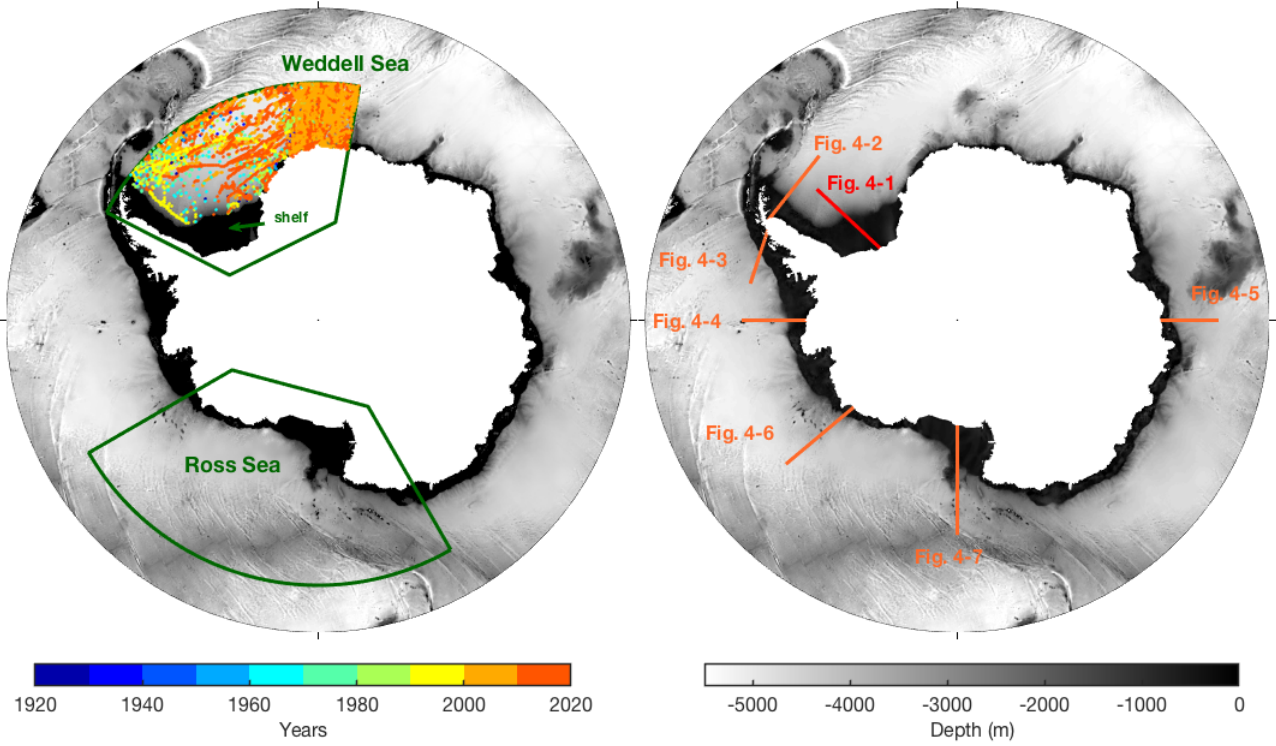 Weddell Sea
shelf
Ross Sea
1920 1940 1960 1980 2000 2020
Years
Fig. 4-2
Fig. 4-1
Fig. 4-3
Fig. 4-5
Fig. 4-4
Fig. 4-6
Fig. 4-7
-5000 -4000 -3000 -2000 -1000 0
Depth (m)